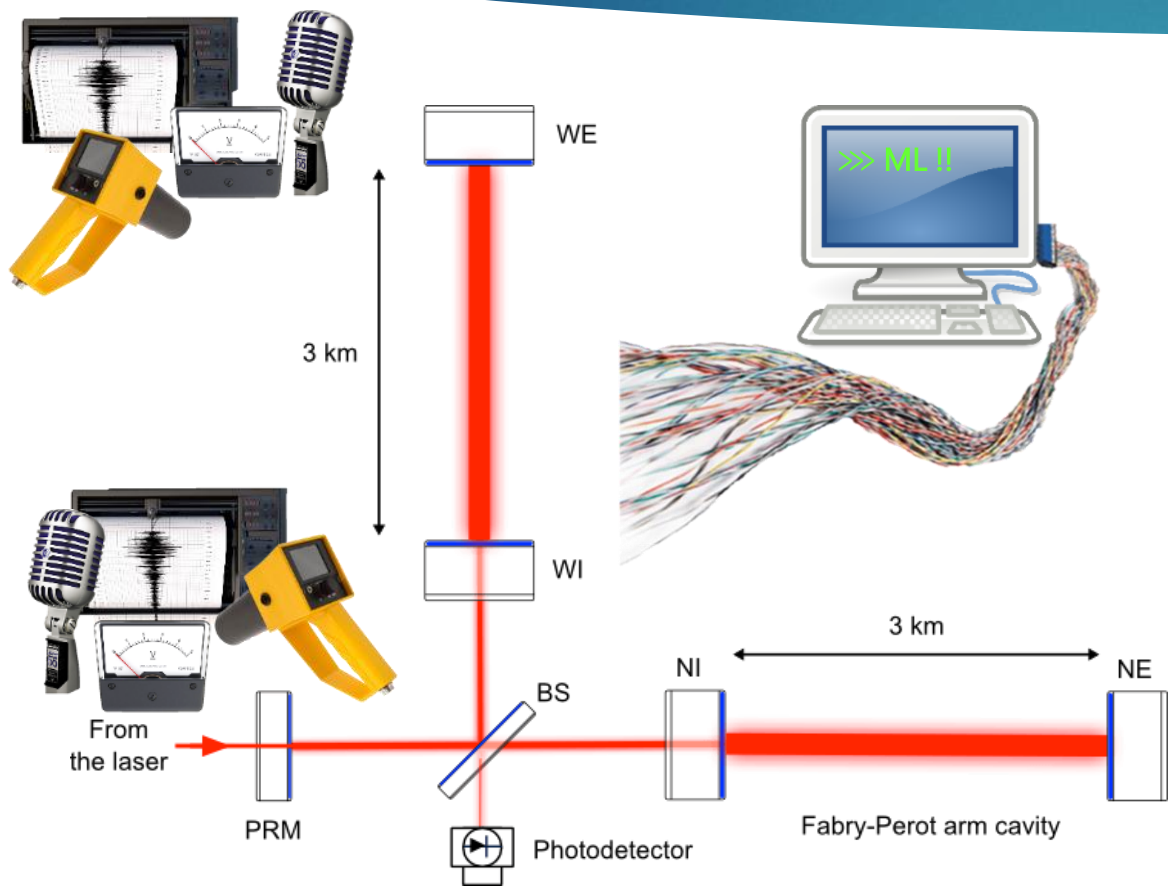 WE
>>> ML !!
3 km
WI
3 km
NI
NE
BS
From
the laser
PRM
Fabry-Perot arm cavity
Photodetector
V
V